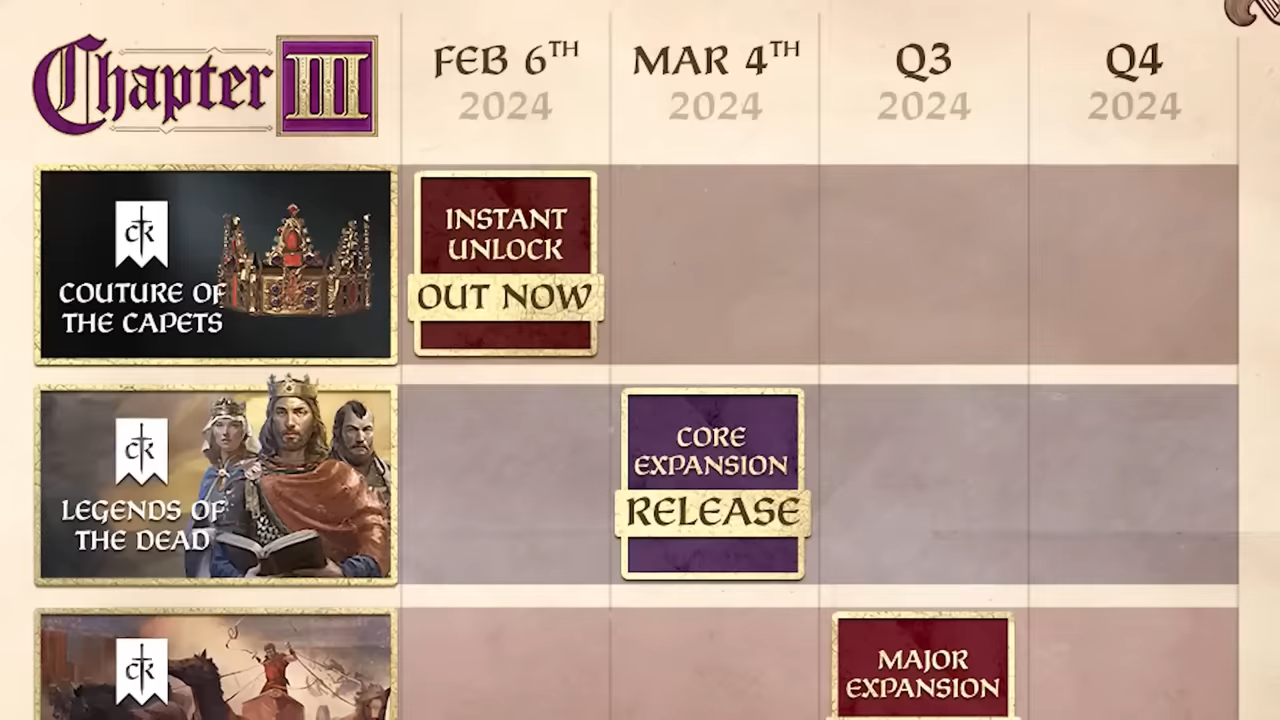 Chapter III
FEB 6TH
2024
MAR 4TH
2024
Q3
2024
Q4
2024
ck
COUTURE OF
THE CAPETS
INSTANT
UNLOCK
OUT NOW
ck
LEGENDS OF
THE DEAD
CORE
EXPANSION
RELEASE
ck
MAJOR
EXPANSION